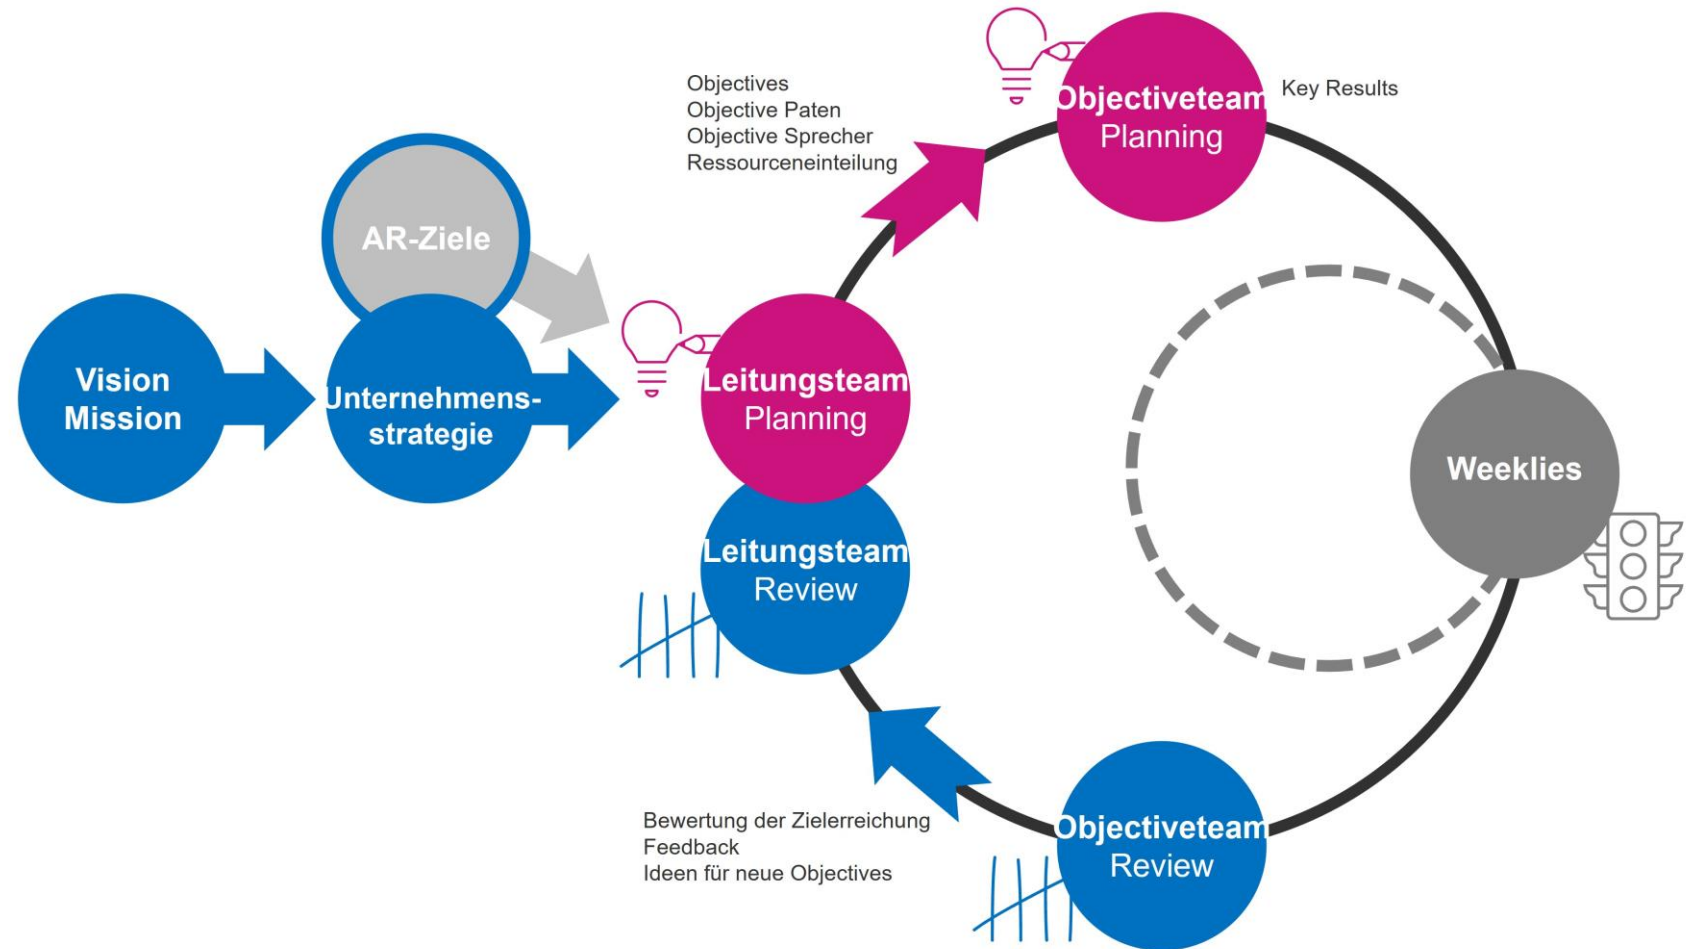 Vision
Mission
AR-Ziele
Unternehmens-
strategie
Leitungsteam
Planning
Objectives
Objective Paten
Objective Sprecher
Ressourceneinteilung
Objectiveteam
Planning
Key Results
Weeklies
Objectiveteam
Review
Bewertung der Zielerreichung
Feedback
Ideen für neue Objectives
Leitungsteam
Review